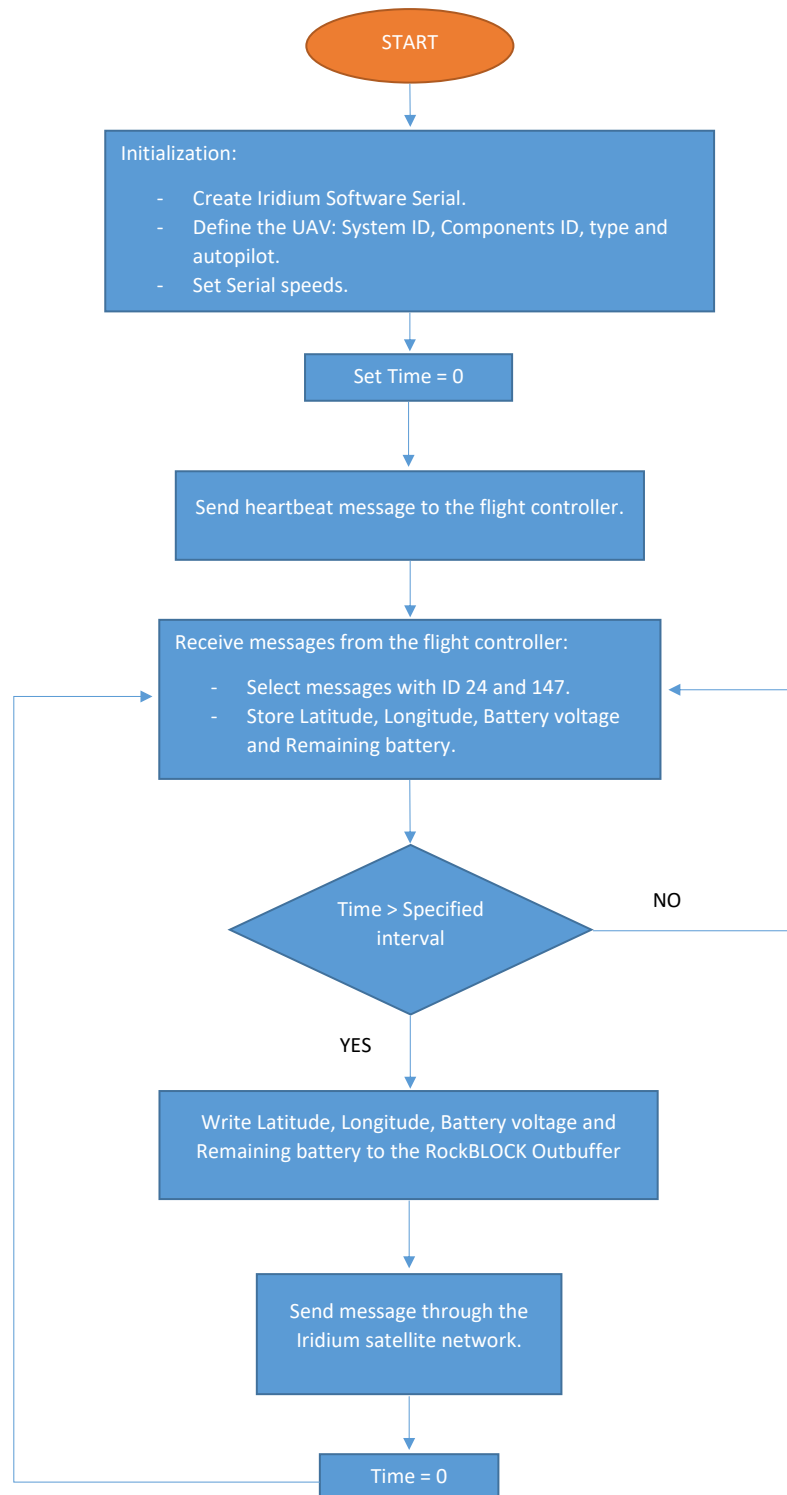 START
Initialization:
- Create Iridium Software Serial.
- Define the UAV: System ID, Components ID, type and
autopilot.
- Set Serial speeds.
Set Time = 0
Send heartbeat message to the flight controller.
Receive messages from the flight controller:
- Select messages with ID 24 and 147.
- Store Latitude, Longitude, Battery voltage
and Remaining battery.
Time > Specified
interval
NO
YES
Write Latitude, Longitude, Battery voltage and
Remaining battery to the RockBLOCK Outbuffer
Send message through the
Iridium satellite network.
Time = 0